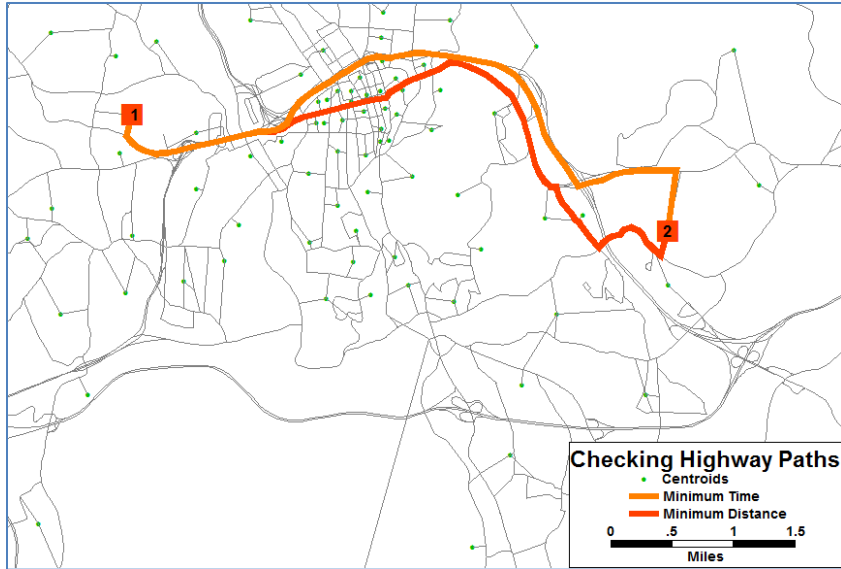 1
2
Checking Highway Paths
Centroids
Minimum Time
Minimum Distance
0 .5 1 1.5
Miles